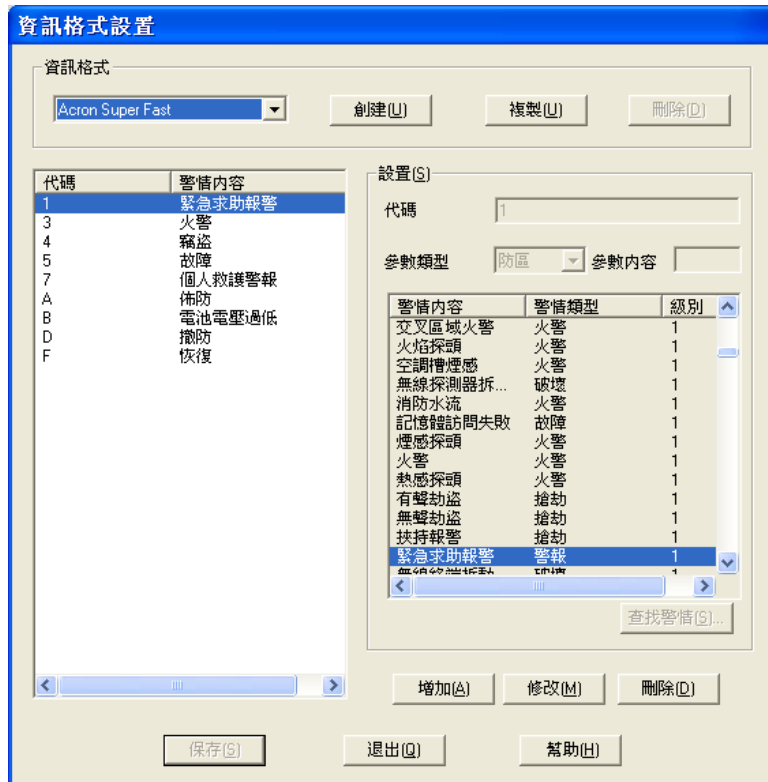 資訊格式設置
資訊格式
Acron Super Fast 創建(U) 複製(U) 刪除(D)
代碼 警情內容
1 緊急求助報警
3 火警
4 竊盜
5 故障
7 個人救護警報
A 佈防
B 電池電壓過低
D 撤防
F 恢復
設置(S)
代碼 1
參數類型 防區 參數內容
警情內容 警情類型 級別
交叉區域火警 火警 1
火焰探頭 火警 1
空調槽煙感 火警 1
無線探測器拆... 破壞 1
消防水流 火警 1
記憶體訪問失敗 故障 1
煙感探頭 火警 1
火警 火警 1
熱感探頭 火警 1
有聲劫盜 搶劫 1
無聲劫盜 搶劫 1
挾持報警 搶劫 1
緊急求助報警 警報 1
查找警情(S)...
增加(A) 修改(M) 刪除(D)
保存(S) 退出(Q) 幫助(H)